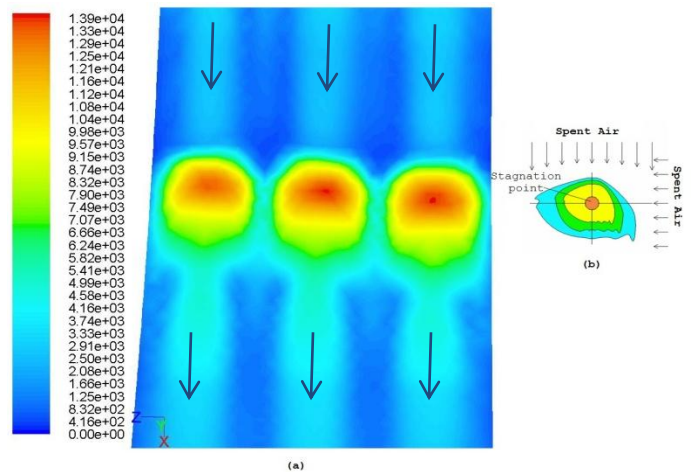 1.39e+04
1.33e+04
1.29e+04
1.25e+04
1.20e+04
1.16e+04
1.12e+04
1.08e+04
1.04e+04
9.98e+03
9.57e+03
9.15e+03
8.74e+03
8.32e+03
7.90e+03
7.49e+03
7.07e+03
6.66e+03
6.24e+03
5.82e+03
5.41e+03
4.99e+03
4.58e+03
4.16e+03
3.74e+03
3.33e+03
2.91e+03
2.50e+03
2.08e+03
1.66e+03
1.25e+03
8.32e+02
4.16e+02
0.00e+00
Z
Y
X
(a)
Spent Air
Stagnation
point
Spent Air
(b)